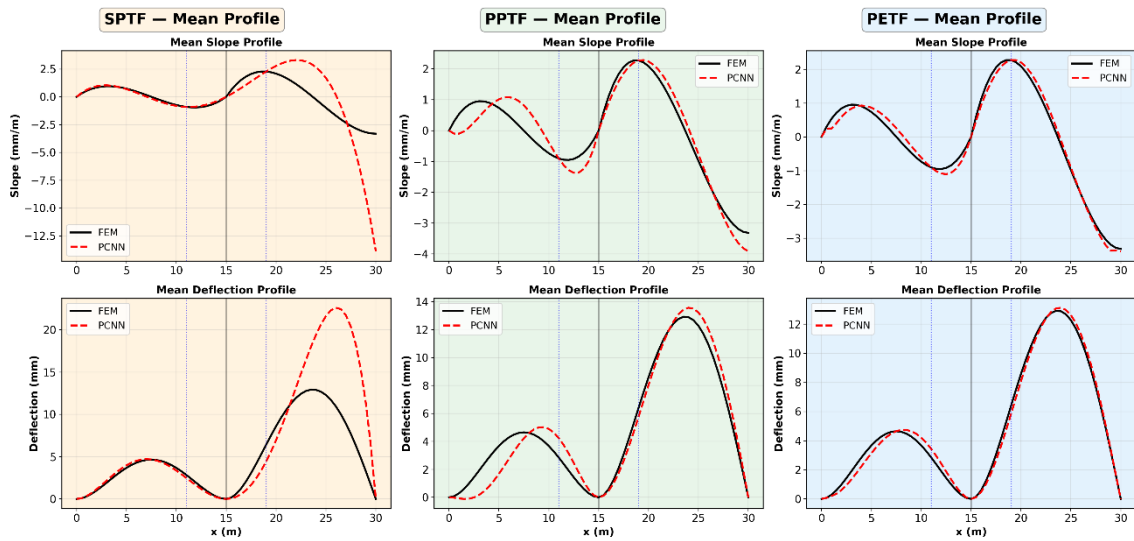 SPTF — Mean Profile
Mean Slope Profile
Slope (mm/m)
2.5
0.0
−2.5
−5.0
−7.5
−10.0
−12.5
FEM
PCNN
0 5 10 15 20 25 30
Mean Deflection Profile
Deflection (mm)
20
15
10
5
0
FEM
PCNN
0 5 10 15 20 25 30
x (m)
PPTF — Mean Profile
Mean Slope Profile
Slope (mm/m)
2
1
0
−1
−2
−3
−4
FEM
PCNN
0 5 10 15 20 25 30
Mean Deflection Profile
Deflection (mm)
14
12
10
8
6
4
2
0
FEM
PCNN
0 5 10 15 20 25 30
x (m)
PETF — Mean Profile
Mean Slope Profile
Slope (mm/m)
2
1
0
−1
−2
−3
FEM
PCNN
0 5 10 15 20 25 30
Mean Deflection Profile
Deflection (mm)
12
10
8
6
4
2
0
FEM
PCNN
0 5 10 15 20 25 30
x (m)